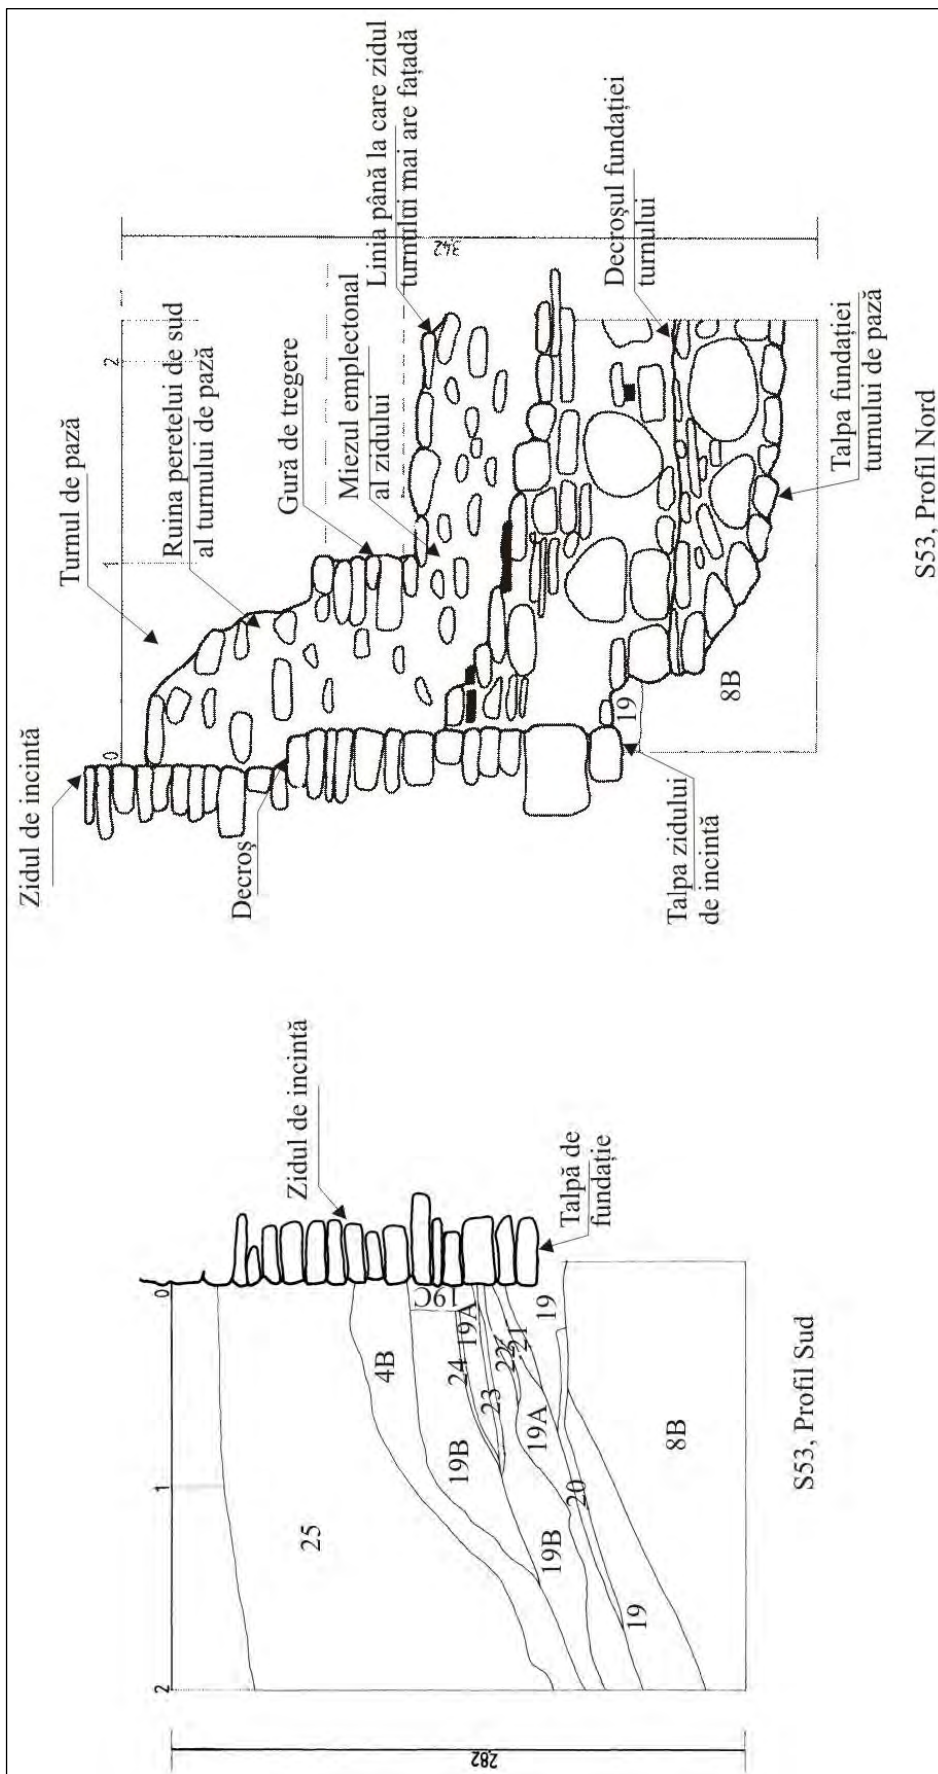 Zidul de incintă
Talpă de
fundație
0
1
2
282
25
4B
19C
19B
24
19A
23
22
21
19
19A
19B
20
19
8B
S53, Profil Sud
Zidul de incintă
Turnul de pază
Ruina peretelui de sud
al turnului de pază
Gură de tregere
Miezul emplectonal
al zidului
Linia până la care zidul
turnului mai are fațadă
Decroșul fundației
turnului
Decroș
Talpa zidului
de incintă
Talpa fundației
turnului de pază
0
1
2
342
19
8B
S53, Profil Nord